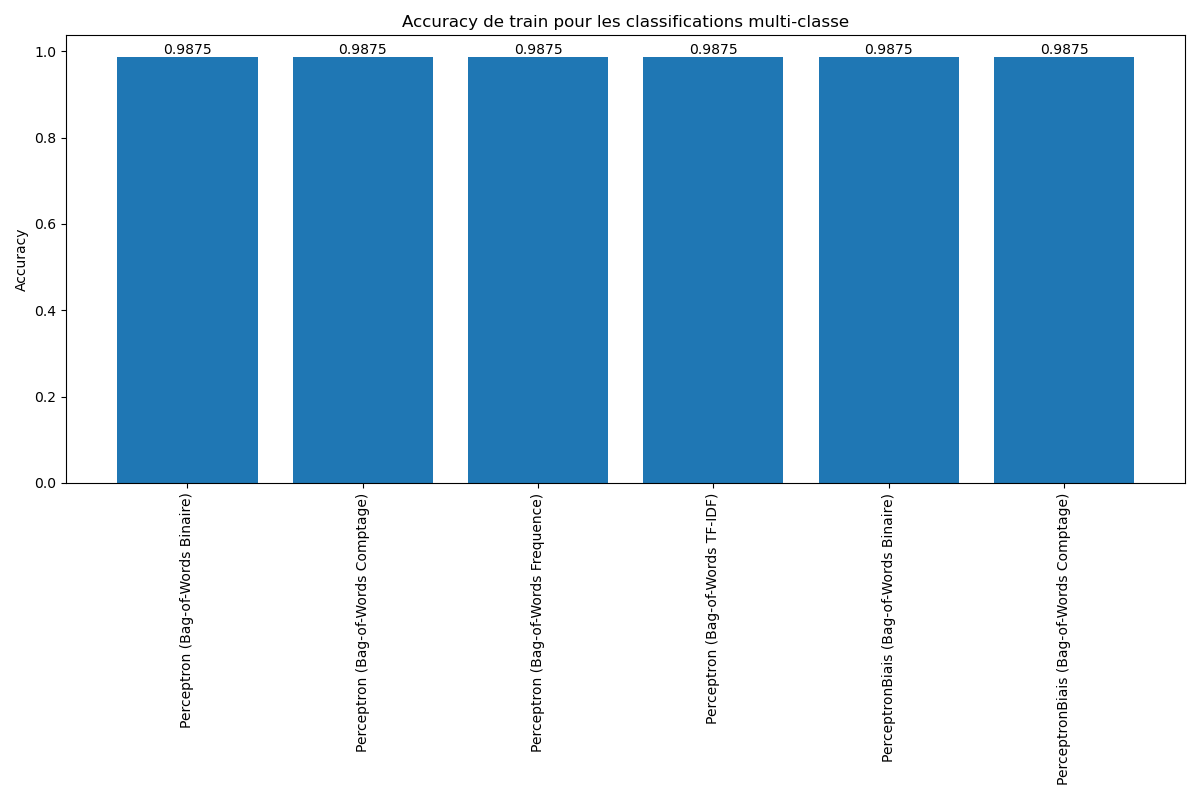 Accuracy de train pour les classifications multi-classe
1.0
0.8
0.6
0.4
0.2
0.0
Accuracy
0.9875
0.9875
0.9875
0.9875
0.9875
0.9875
Perceptron (Bag-of-Words Binaire)
Perceptron (Bag-of-Words Comptage)
Perceptron (Bag-of-Words Frequence)
Perceptron (Bag-of-Words TF-IDF)
PerceptronBiais (Bag-of-Words Binaire)
PerceptronBiais (Bag-of-Words Comptage)